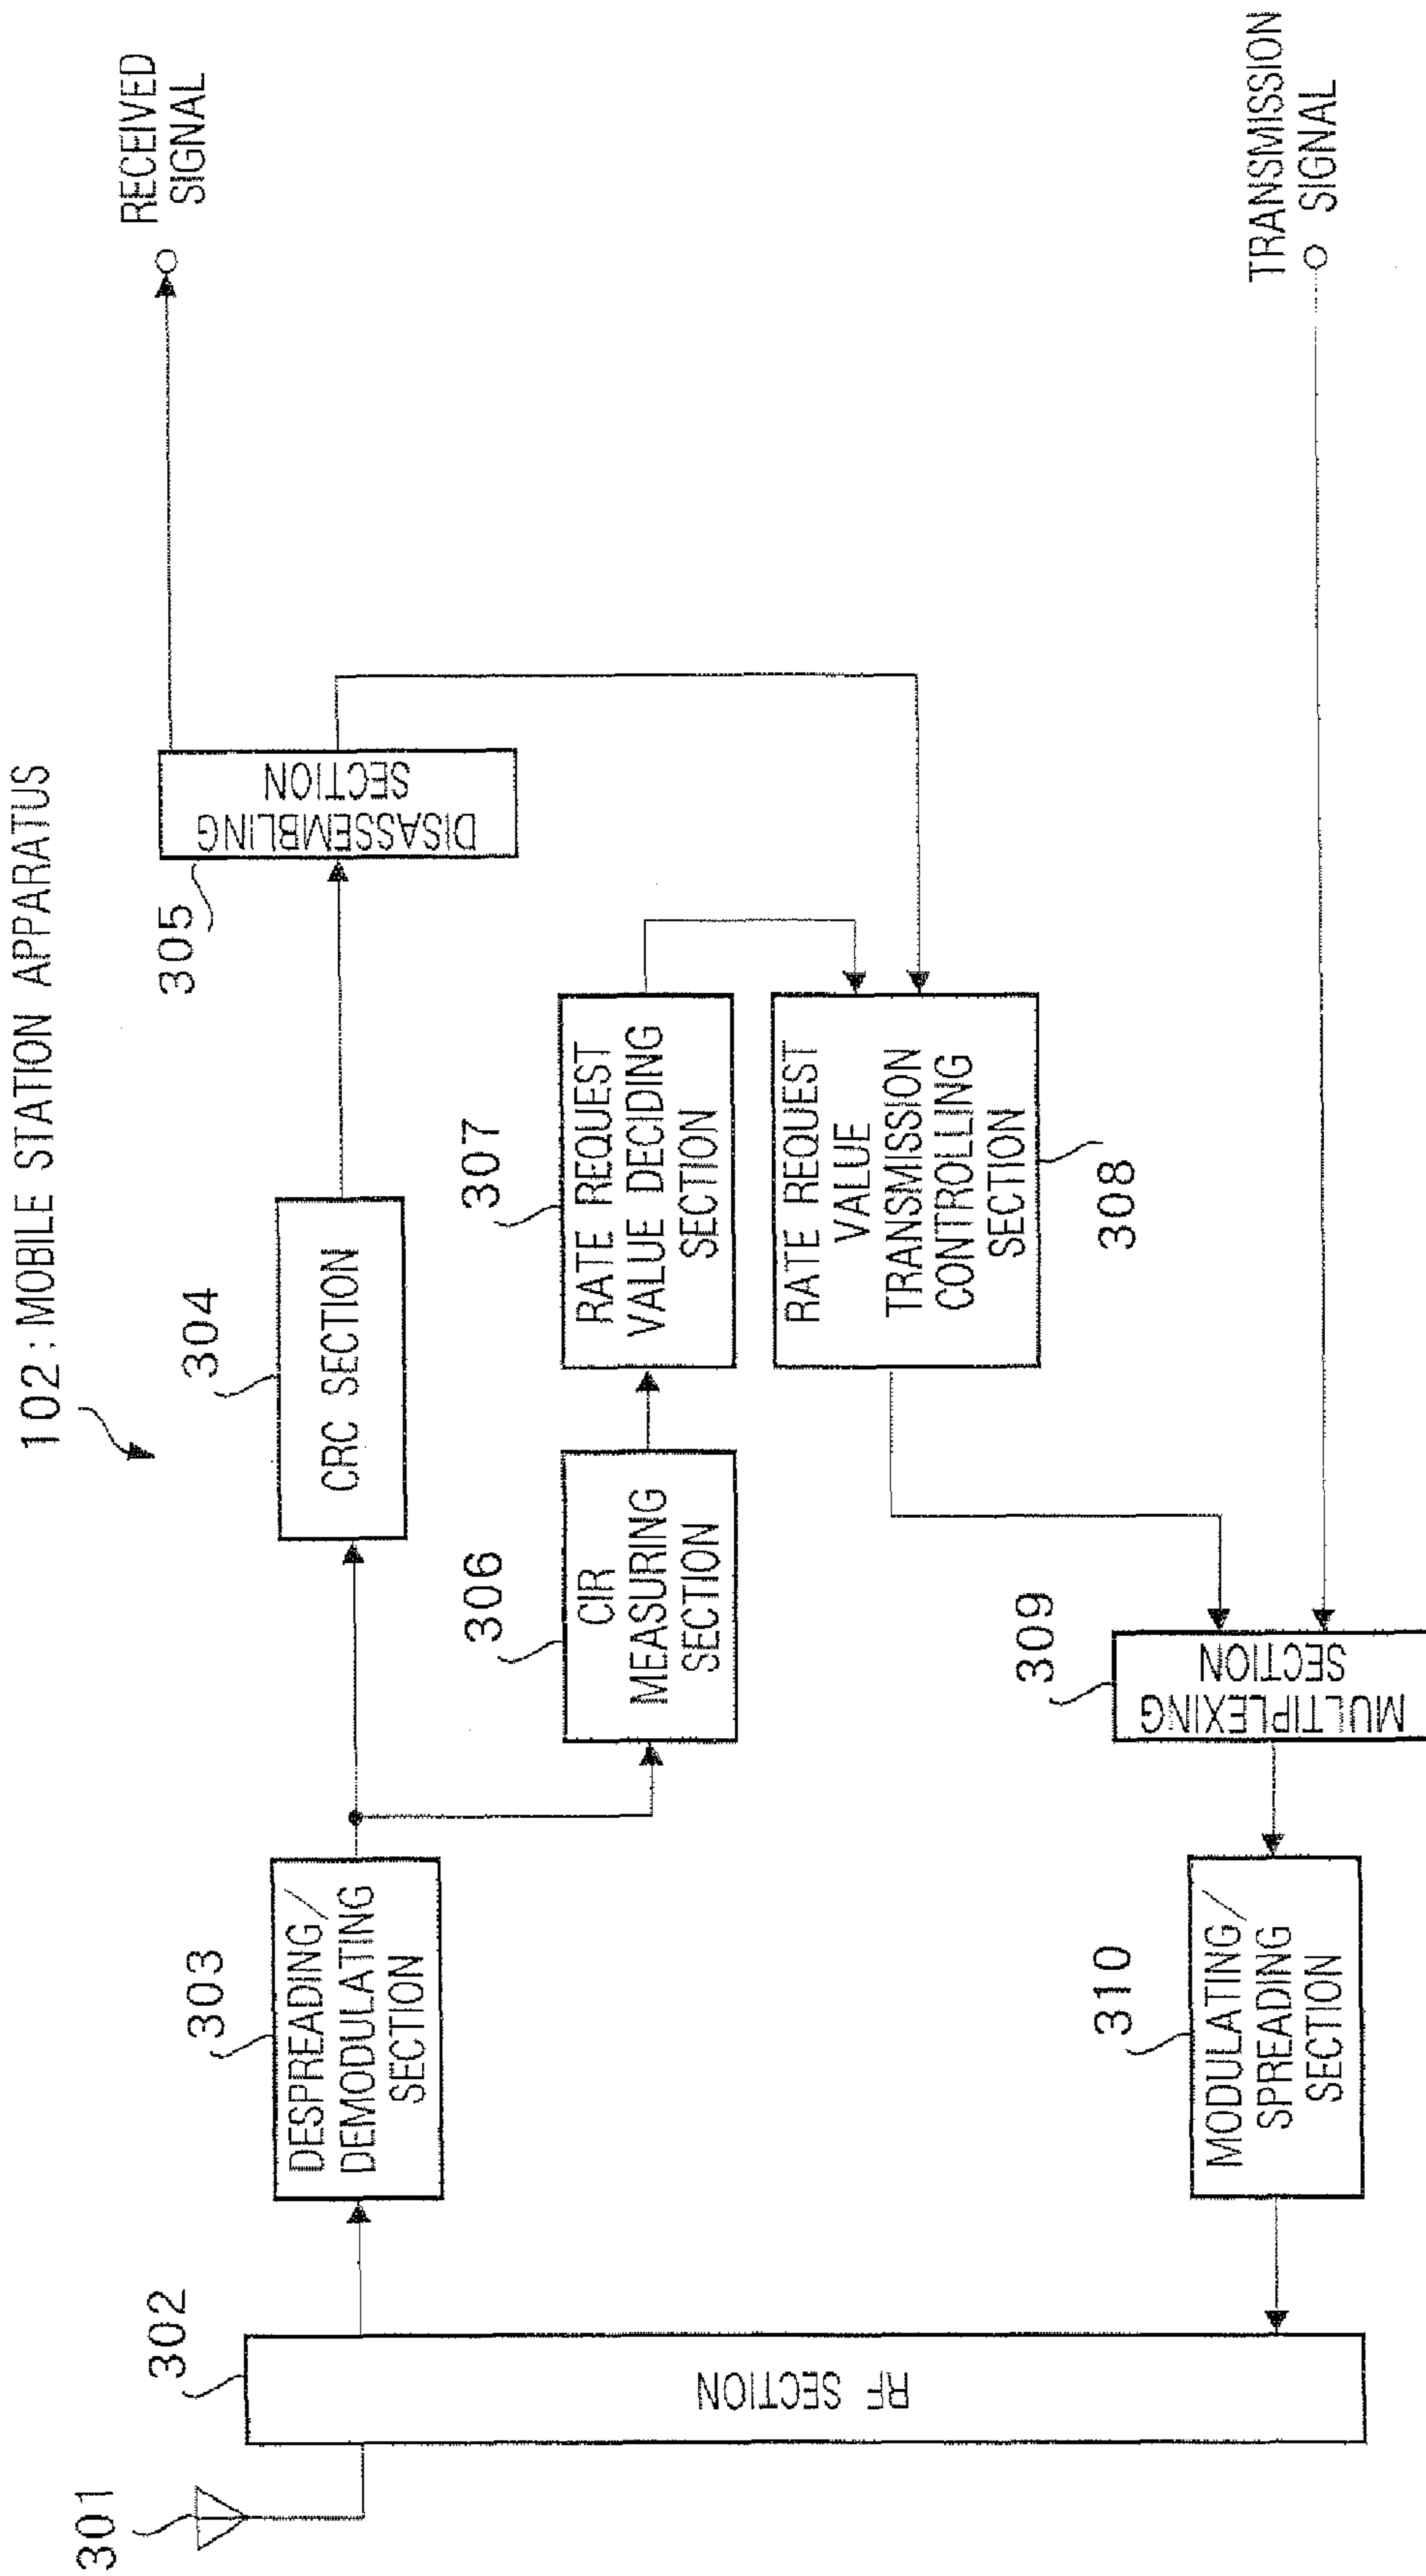 102 : MOBILE STATION APPARATUS
301
302
RF SECTION
303
DESPREADING/
DEMODULATING
SECTION
304
CRC SECTION
305
DISASSEMBLING
SECTION
RECEIVED
SIGNAL
306
CIR
MEASURING
SECTION
307
RATE REQUEST
VALUE DECIDING
SECTION
RATE REQUEST
VALUE
TRANSMISSION
CONTROLLING
SECTION
308
309
MULTIPLEXING
SECTION
310
MODULATING/
SPREADING
SECTION
TRANSMISSION
SIGNAL